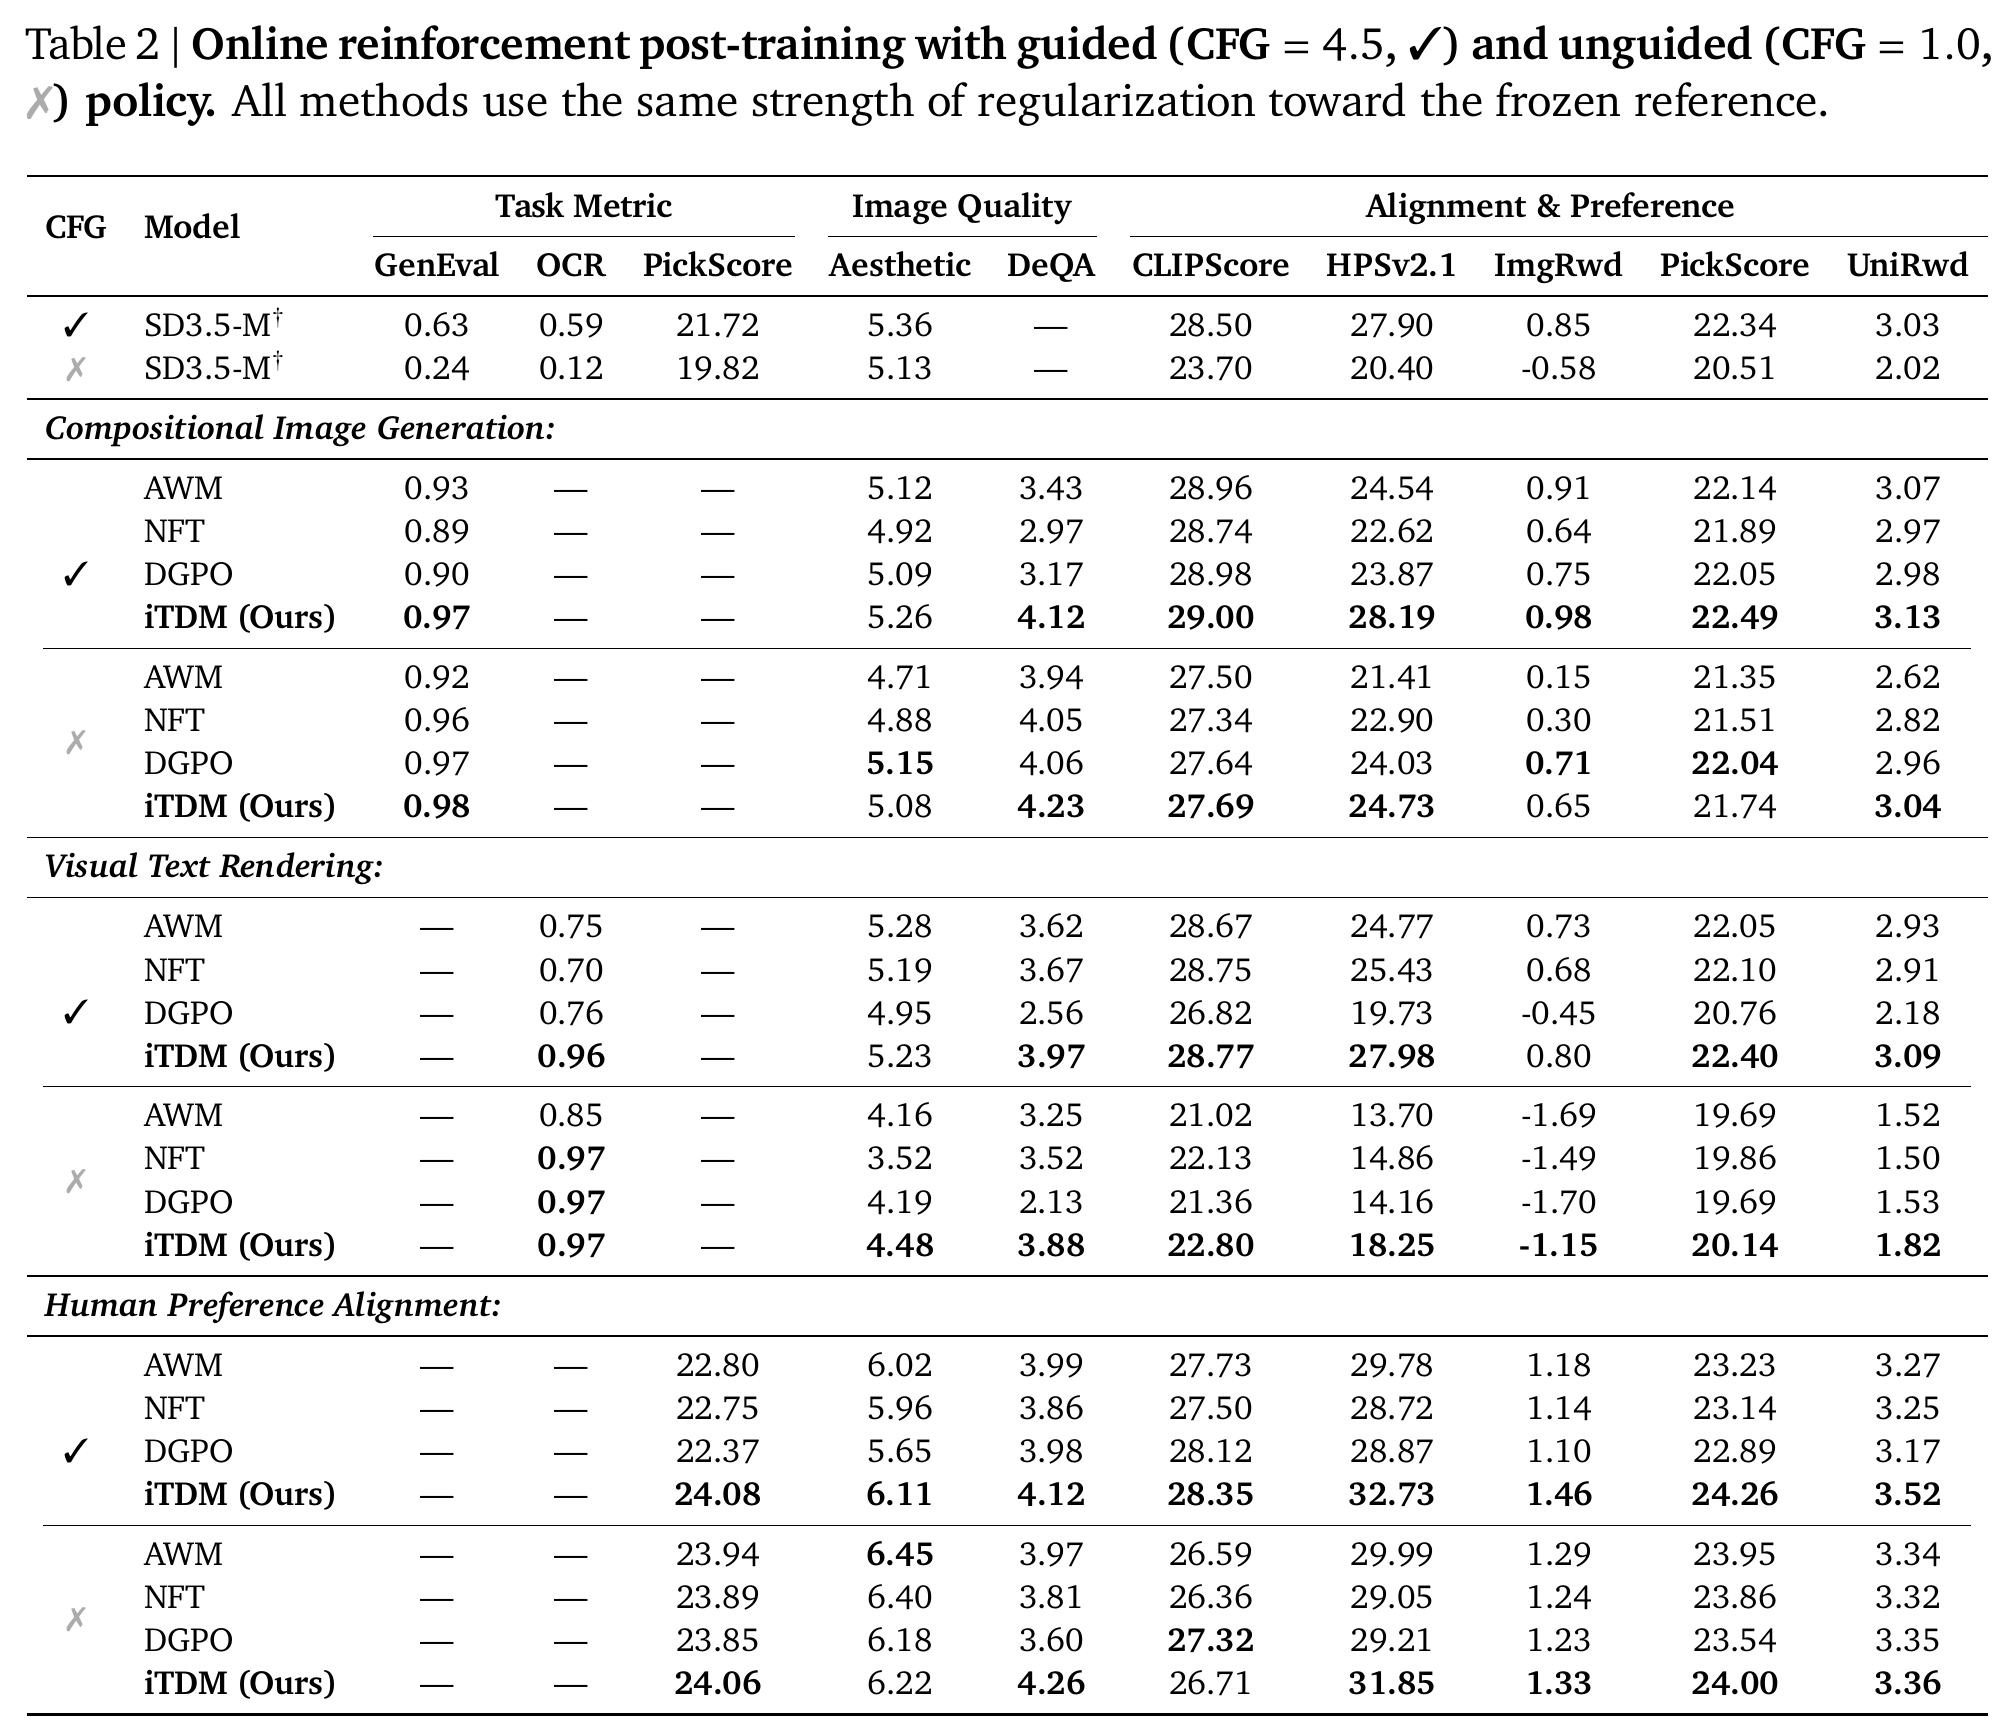 Table 2 | Online reinforcement post-training with guided (CFG = 4.5, ✓) and unguided (CFG = 1.0,
✗) policy. All methods use the same strength of regularization toward the frozen reference.
CFG Model Task Metric Image Quality Alignment & Preference
GenEval OCR PickScore Aesthetic DeQA CLIPScore HPSv2.1 ImgRwd PickScore UniRwd
✓ SD3.5-M† 0.63 0.59 21.72 5.36 — 28.50 27.90 0.85 22.34 3.03
✗ SD3.5-M† 0.24 0.12 19.82 5.13 — 23.70 20.40 -0.58 20.51 2.02
Compositional Image Generation:
AWM 0.93 — — 5.12 3.43 28.96 24.54 0.91 22.14 3.07
NFT 0.89 — — 4.92 2.97 28.74 22.62 0.64 21.89 2.97
✓ DGPO 0.90 — — 5.09 3.17 28.98 23.87 0.75 22.05 2.98
iTDM (Ours) 0.97 — — 5.26 4.12 29.00 28.19 0.98 22.49 3.13
AWM 0.92 — — 4.71 3.94 27.50 21.41 0.15 21.35 2.62
NFT 0.96 — — 4.88 4.05 27.34 22.90 0.30 21.51 2.82
✗ DGPO 0.97 — — 5.15 4.06 27.64 24.03 0.71 22.04 2.96
iTDM (Ours) 0.98 — — 5.08 4.23 27.69 24.73 0.65 21.74 3.04
Visual Text Rendering:
AWM — 0.75 — 5.28 3.62 28.67 24.77 0.73 22.05 2.93
NFT — 0.70 — 5.19 3.67 28.75 25.43 0.68 22.10 2.91
✓ DGPO — 0.76 — 4.95 2.56 26.82 19.73 -0.45 20.76 2.18
iTDM (Ours) — 0.96 — 5.23 3.97 28.77 27.98 0.80 22.40 3.09
AWM — 0.85 — 4.16 3.25 21.02 13.70 -1.69 19.69 1.52
NFT — 0.97 — 3.52 3.52 22.13 14.86 -1.49 19.86 1.50
✗ DGPO — 0.97 — 4.19 2.13 21.36 14.16 -1.70 19.69 1.53
iTDM (Ours) — 0.97 — 4.48 3.88 22.80 18.25 -1.15 20.14 1.82
Human Preference Alignment:
AWM — — 22.80 6.02 3.99 27.73 29.78 1.18 23.23 3.27
NFT — — 22.75 5.96 3.86 27.50 28.72 1.14 23.14 3.25
✓ DGPO — — 22.37 5.65 3.98 28.12 28.87 1.10 22.89 3.17
iTDM (Ours) — — 24.08 6.11 4.12 28.35 32.73 1.46 24.26 3.52
AWM — — 23.94 6.45 3.97 26.59 29.99 1.29 23.95 3.34
NFT — — 23.89 6.40 3.81 26.36 29.05 1.24 23.86 3.32
✗ DGPO — — 23.85 6.18 3.60 27.32 29.21 1.23 23.54 3.35
iTDM (Ours) — — 24.06 6.22 4.26 26.71 31.85 1.33 24.00 3.36